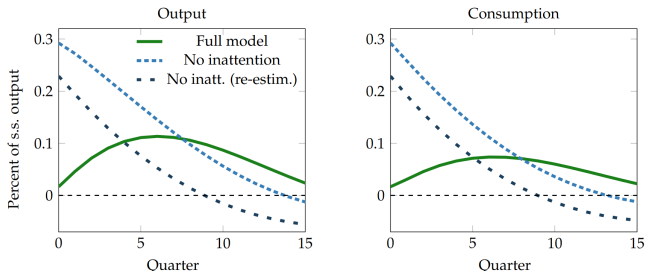 Output
Consumption
Percent of s.s. output
0.3
0.2
0.1
0
Full model
No inattention
No inatt. (re-estim.)
0 5 10 15
Quarter
0.3
0.2
0.1
0
0 5 10 15
Quarter